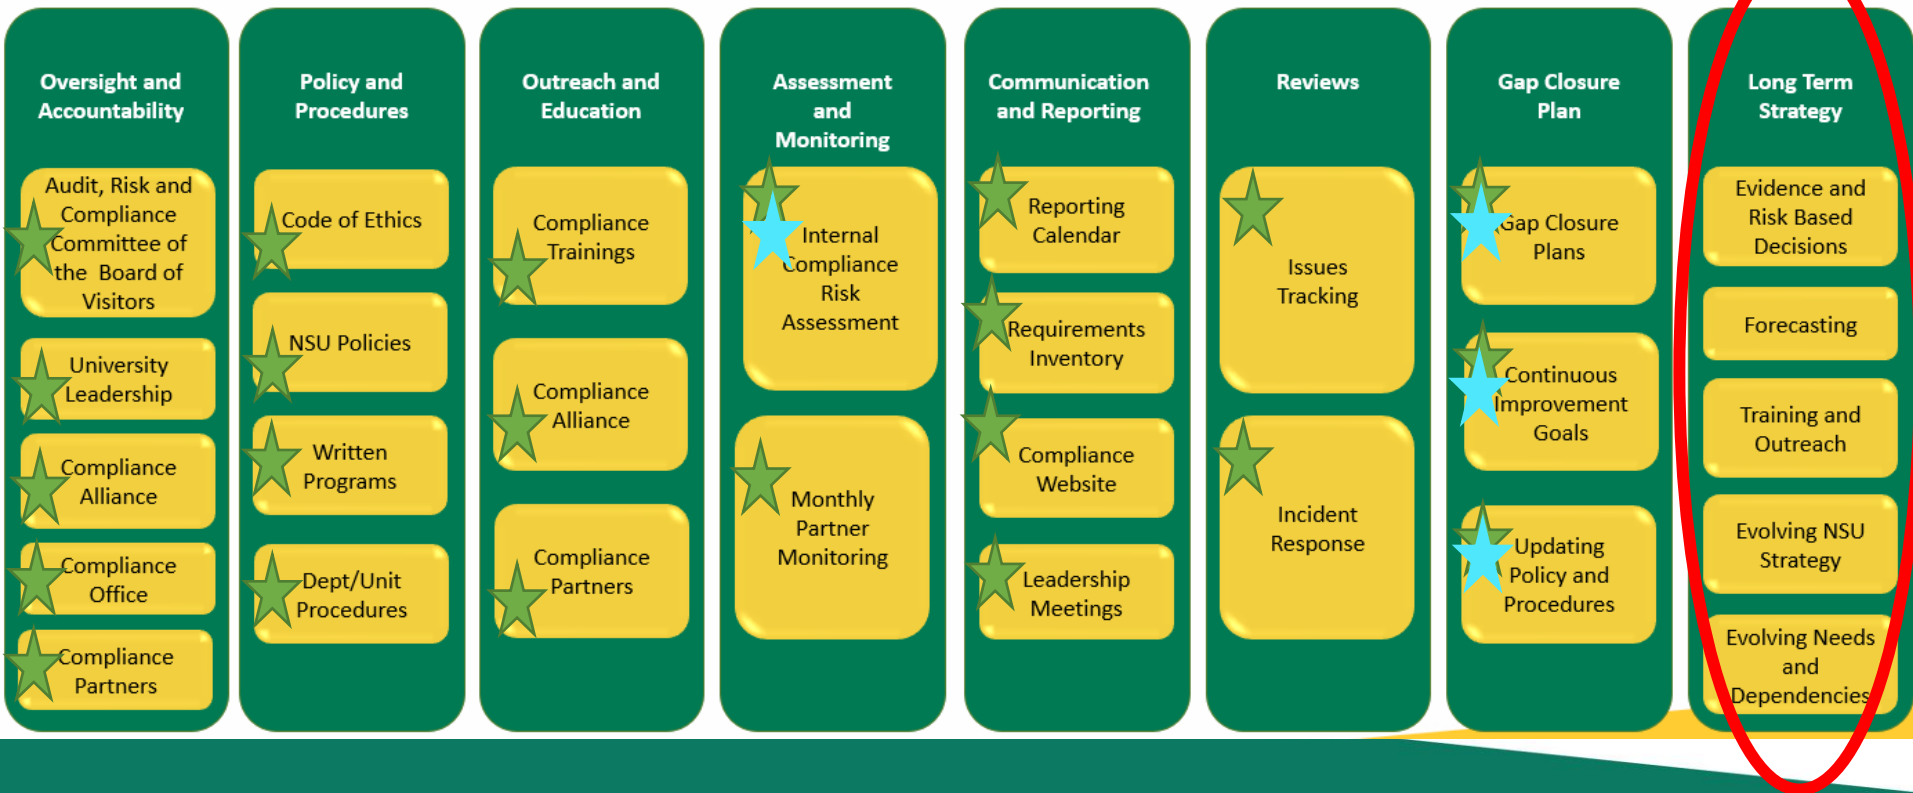 Oversight and
Accountability
Audit, Risk and
Compliance
Committee of
the Board of
Visitors
University
Leadership
Compliance
Alliance
Compliance
Office
Compliance
Partners
Policy and
Procedures
Code of Ethics
NSU Policies
Written
Programs
Dept/Unit
Procedures
Outreach and
Education
Compliance
Trainings
Compliance
Alliance
Compliance
Partners
Assessment
and
Monitoring
Internal
Compliance
Risk
Assessment
Monthly
Partner
Monitoring
Communication
and Reporting
Reporting
Calendar
Requirements
Inventory
Compliance
Website
Leadership
Meetings
Reviews
Issues
Tracking
Incident
Response
Gap Closure
Plan
Gap Closure
Plans
Continuous
Improvement
Goals
Updating
Policy and
Procedures
Long Term
Strategy
Evidence and
Risk Based
Decisions
Forecasting
Training and
Outreach
Evolving NSU
Strategy
Evolving Needs
and
Dependencies